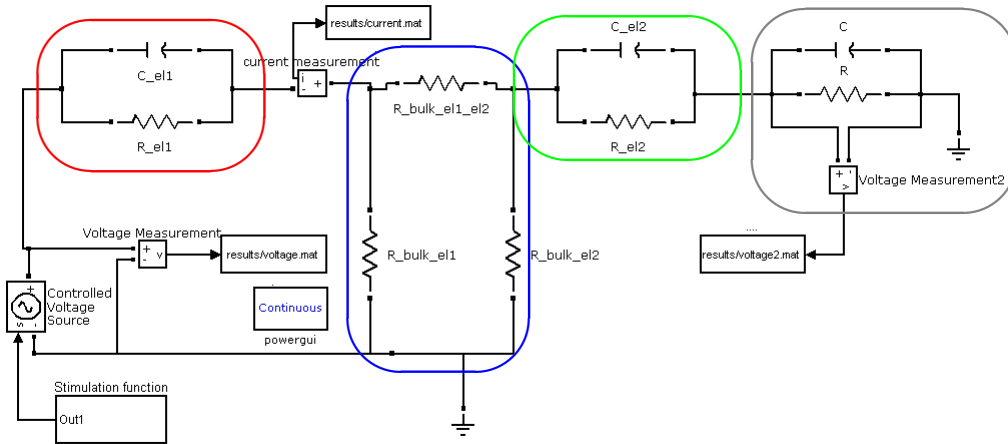 results/current.mat
C_el1
current measurement
i
+
-
C_el2
C
R
R_bulk_el1_el2
R_el1
R_el2
+
-
v
Voltage Measurement2
Voltage Measurement
+
-
v
results/voltage.mat
R_bulk_el1
R_bulk_el2
....
results/voltage2.mat
+
s
-
Controlled
Voltage
Source
Continuous
powergui
Stimulation function
Out1